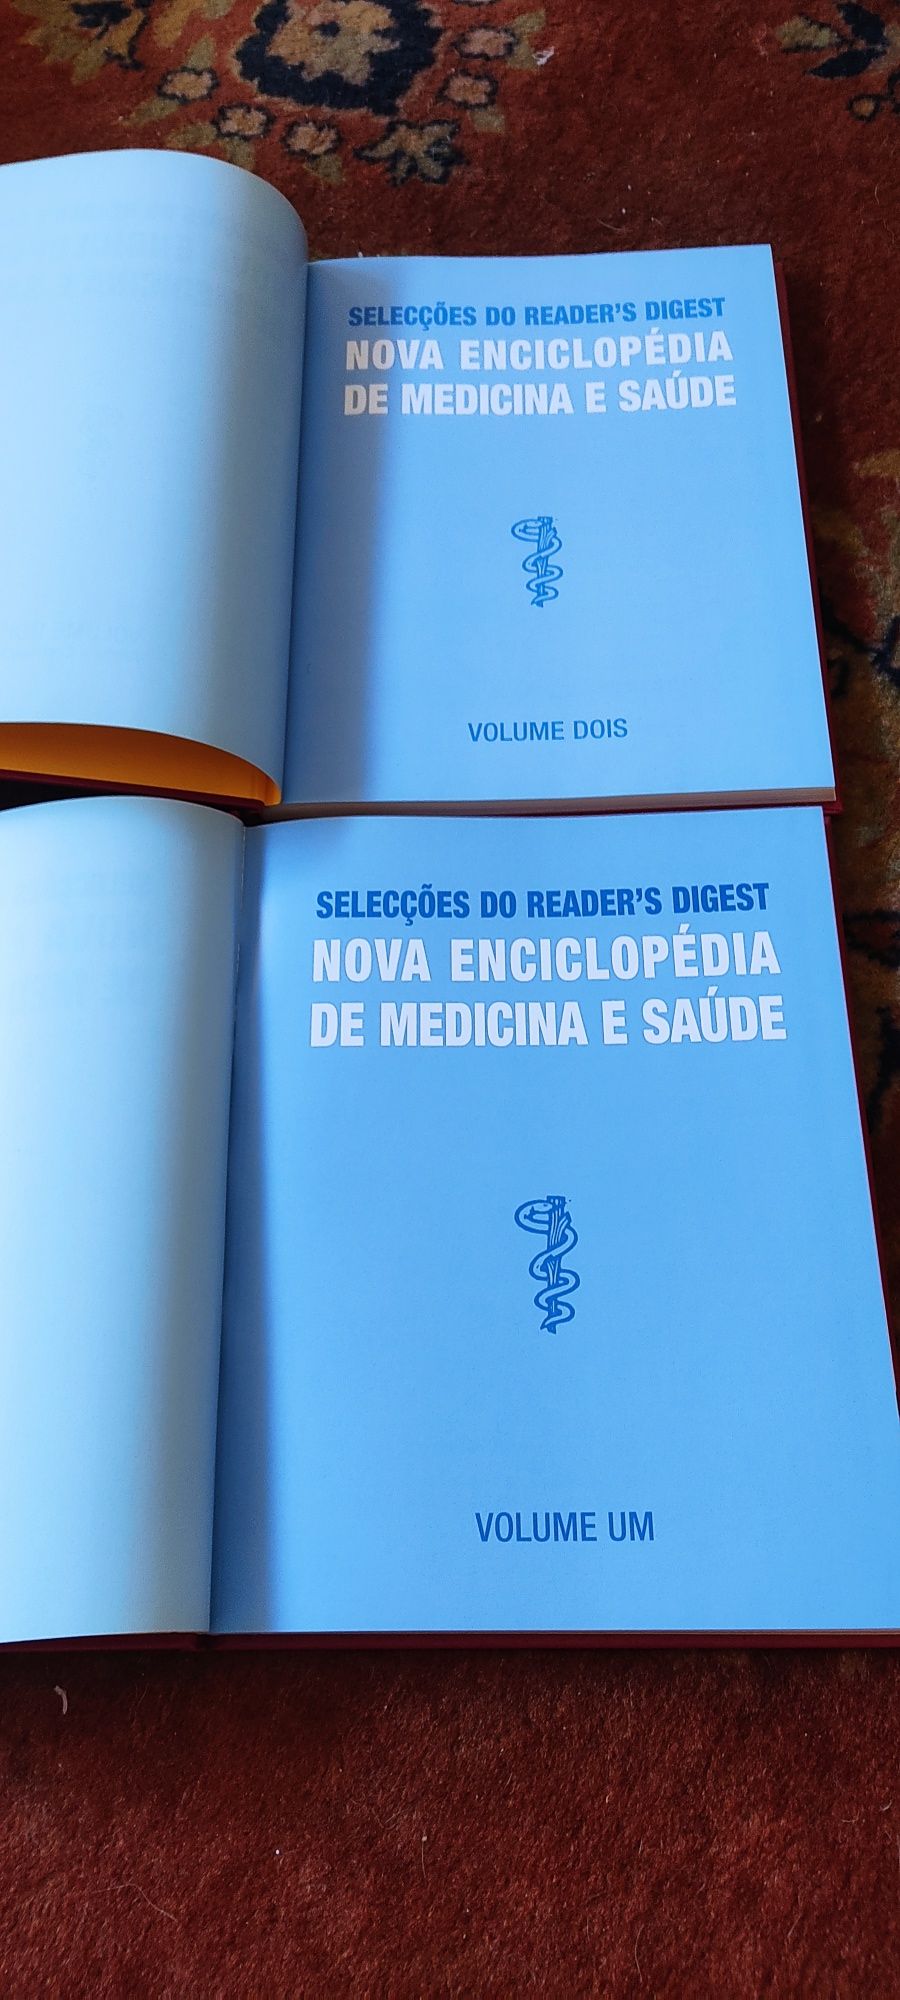 SELECÇÕES DO READER'S DIGEST
NOVA ENCICLOPÉDIA
DE MEDICINA E SAÚDE
VOLUME DOIS
SELECÇÕES DO READER'S DIGEST
NOVA ENCICLOPÉDIA
DE MEDICINA E SAÚDE
VOLUME UM